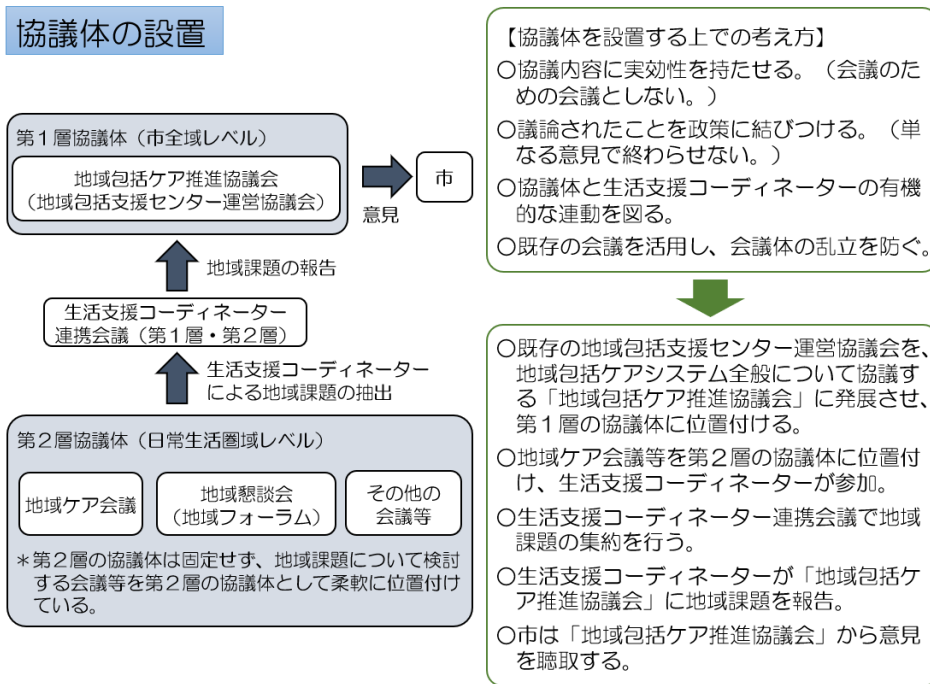 協議体の設置
第1層協議体（市全域レベル）
地域包括ケア推進協議会
（地域包括支援センター運営協議会）
意見
市
地域課題の報告
生活支援コーディネーター
連携会議（第1層・第2層）
生活支援コーディネーター
による地域課題の抽出
第2層協議体（日常生活圏域レベル）
地域ケア会議
地域懇談会
（地域フォーラム）
その他の
会議等
＊第2層の協議体は固定せず、地域課題について検討
する会議等を第2層の協議体として柔軟に位置付け
ている。
【協議体を設置する上での考え方】
○協議内容に実効性を持たせる。（会議のた
めの会議としない。）
○議論されたことを政策に結びつける。（単
なる意見で終わらせない。）
○協議体と生活支援コーディネーターの有機
的な連動を図る。
○既存の会議を活用し、会議体の乱立を防ぐ。
○既存の地域包括支援センター運営協議会を、
地域包括ケアシステム全般について協議す
る「地域包括ケア推進協議会」に発展させ、
第1層の協議体に位置付ける。
○地域ケア会議等を第2層の協議体に位置付
け、生活支援コーディネーターが参加。
○生活支援コーディネーター連携会議で地域
課題の集約を行う。
○生活支援コーディネーターが「地域包括ケ
ア推進協議会」に地域課題を報告。
○市は「地域包括ケア推進協議会」から意見
を聴取する。